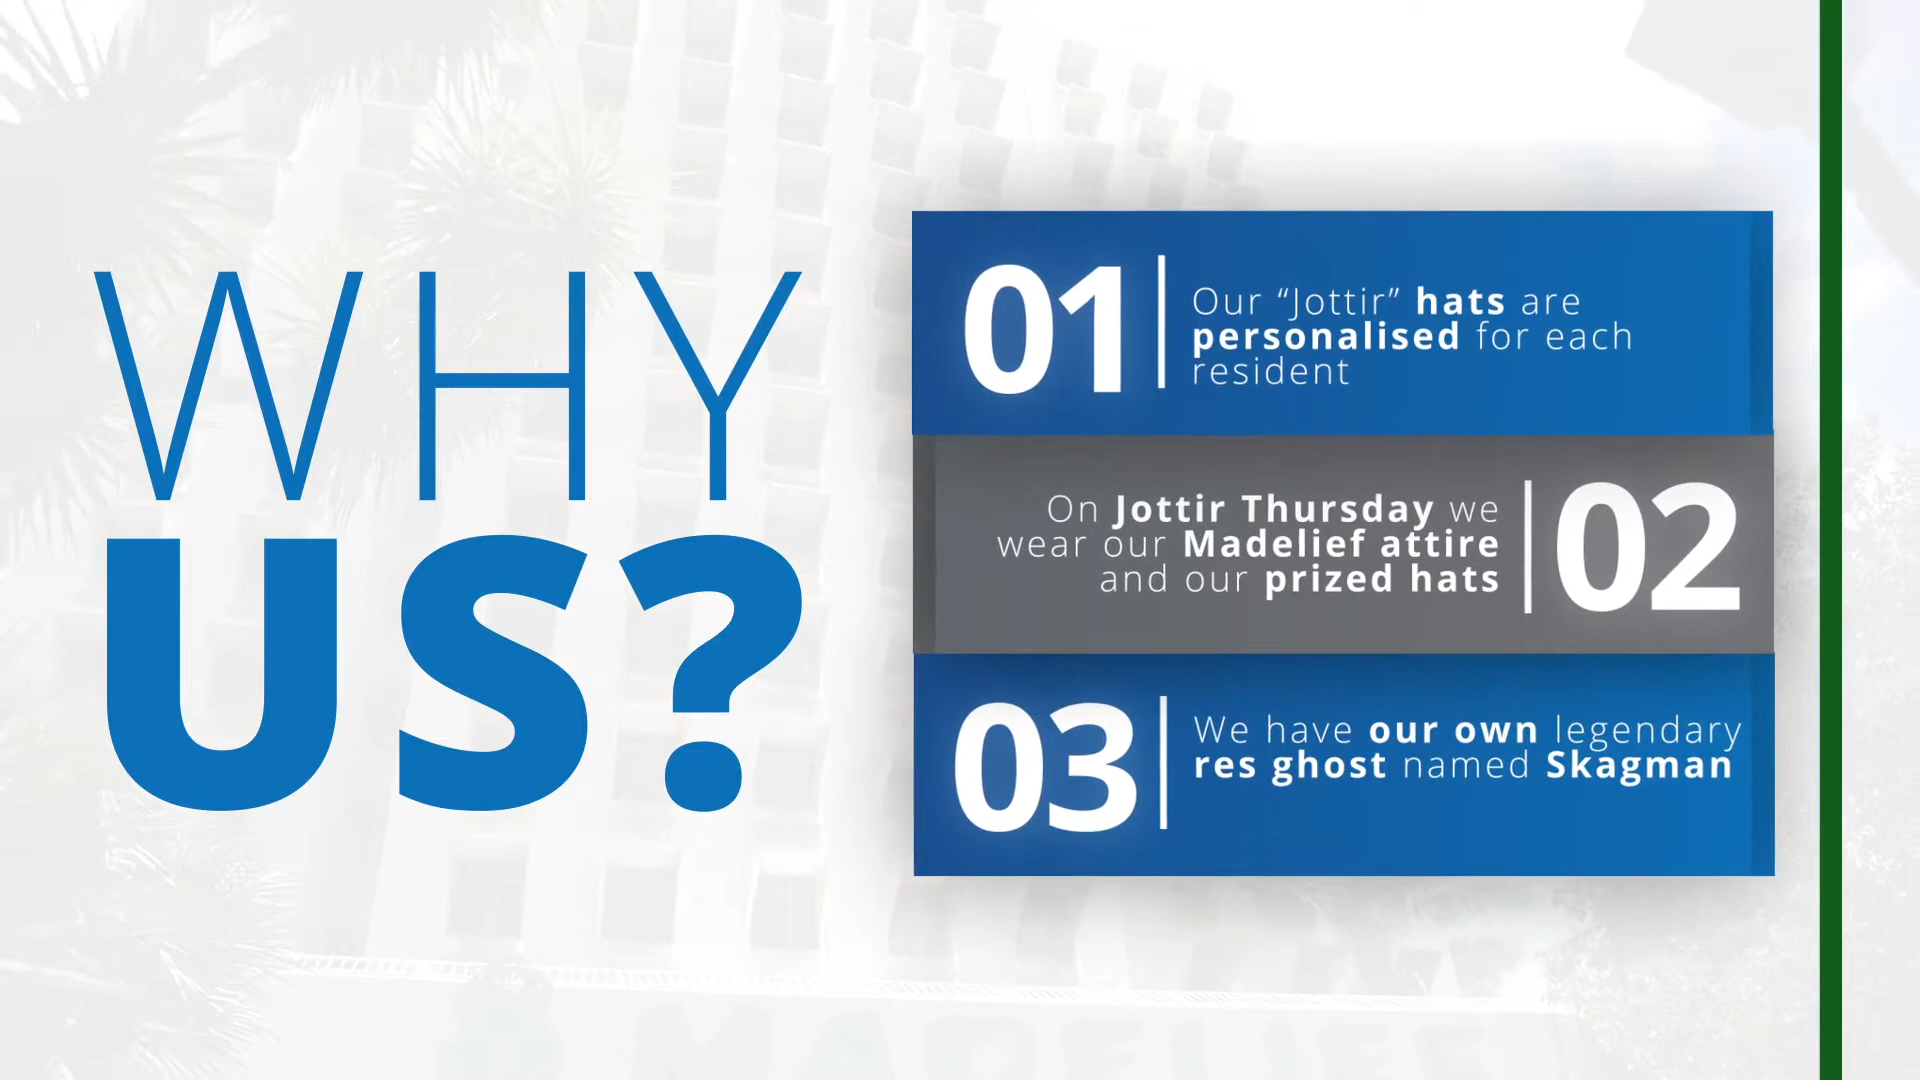 WHY
US?
01
Our “Jottir” hats are
personalised for each
resident
On Jottir Thursday we
wear our Madelief attire
and our prized hats
02
03
We have our own legendary
res ghost named Skagman
MADELIEF